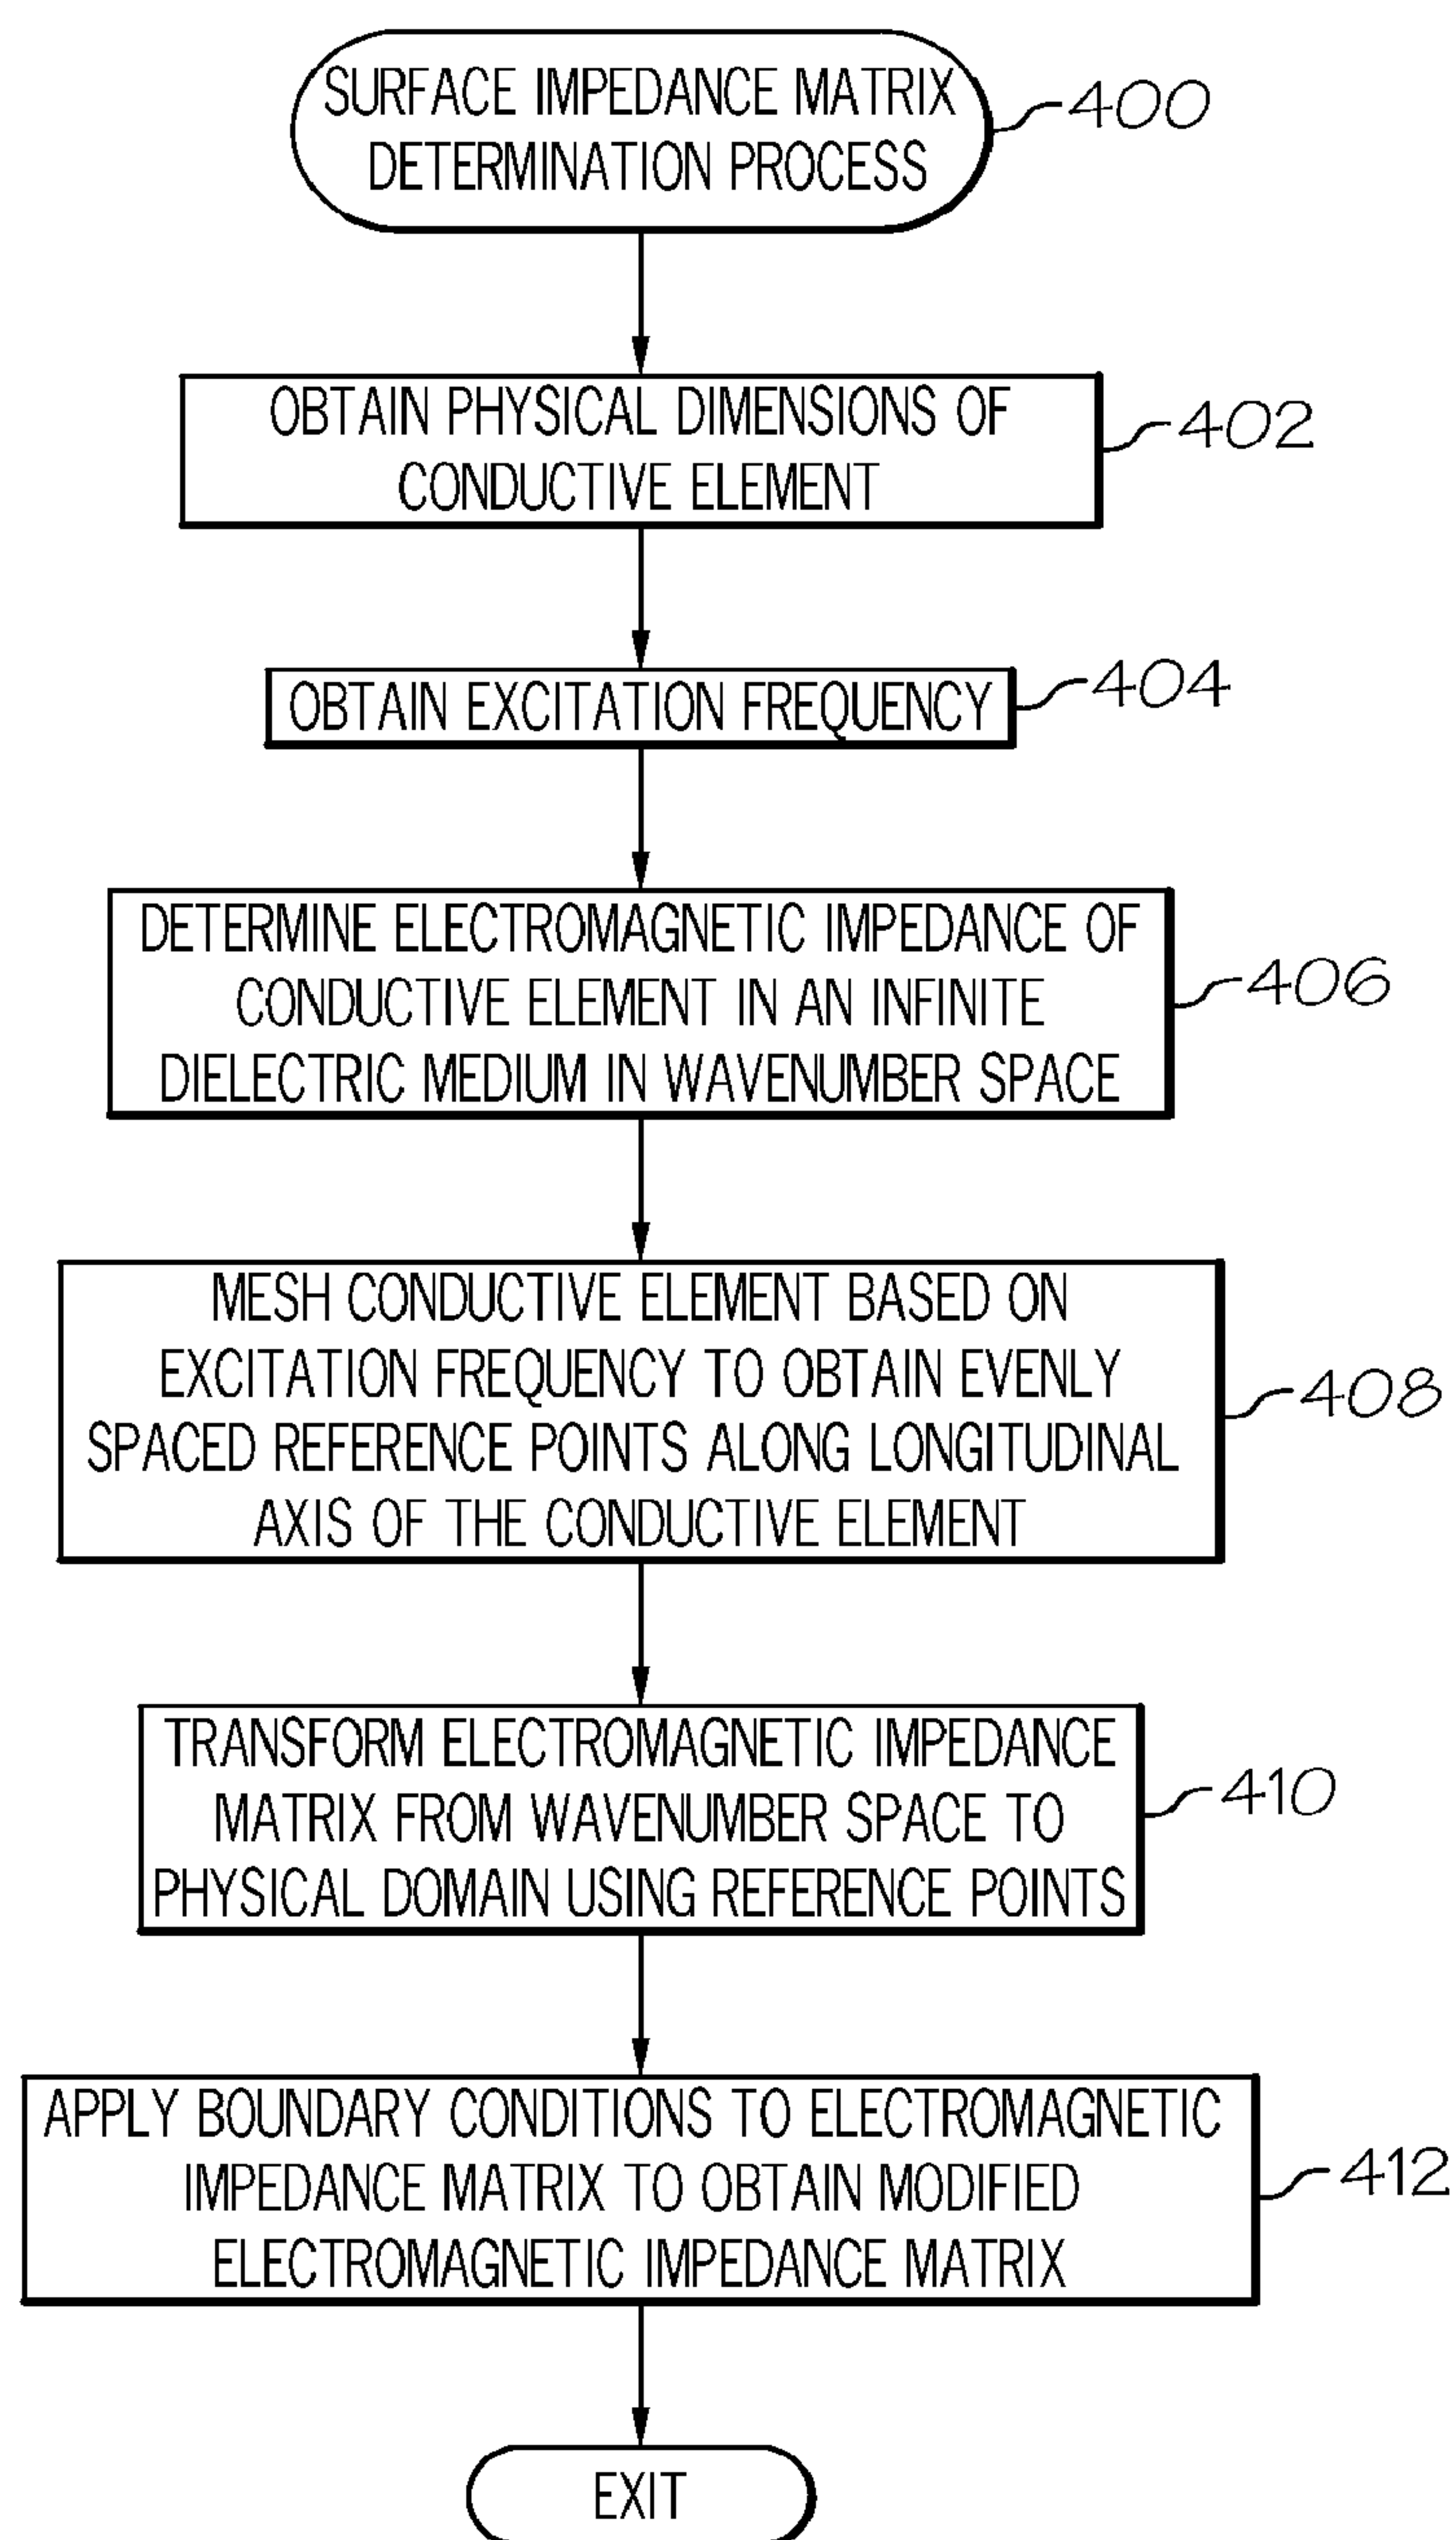 SURFACE IMPEDANCE MATRIX
DETERMINATION PROCESS
400
OBTAIN PHYSICAL DIMENSIONS OF
CONDUCTIVE ELEMENT
402
OBTAIN EXCITATION FREQUENCY
404
DETERMINE ELECTROMAGNETIC IMPEDANCE OF
CONDUCTIVE ELEMENT IN AN INFINITE
DIELECTRIC MEDIUM IN WAVENUMBER SPACE
406
MESH CONDUCTIVE ELEMENT BASED ON
EXCITATION FREQUENCY TO OBTAIN EVENLY
SPACED REFERENCE POINTS ALONG LONGITUDINAL
AXIS OF THE CONDUCTIVE ELEMENT
408
TRANSFORM ELECTROMAGNETIC IMPEDANCE
MATRIX FROM WAVENUMBER SPACE TO
PHYSICAL DOMAIN USING REFERENCE POINTS
410
APPLY BOUNDARY CONDITIONS TO ELECTROMAGNETIC
IMPEDANCE MATRIX TO OBTAIN MODIFIED
ELECTROMAGNETIC IMPEDANCE MATRIX
412
EXIT